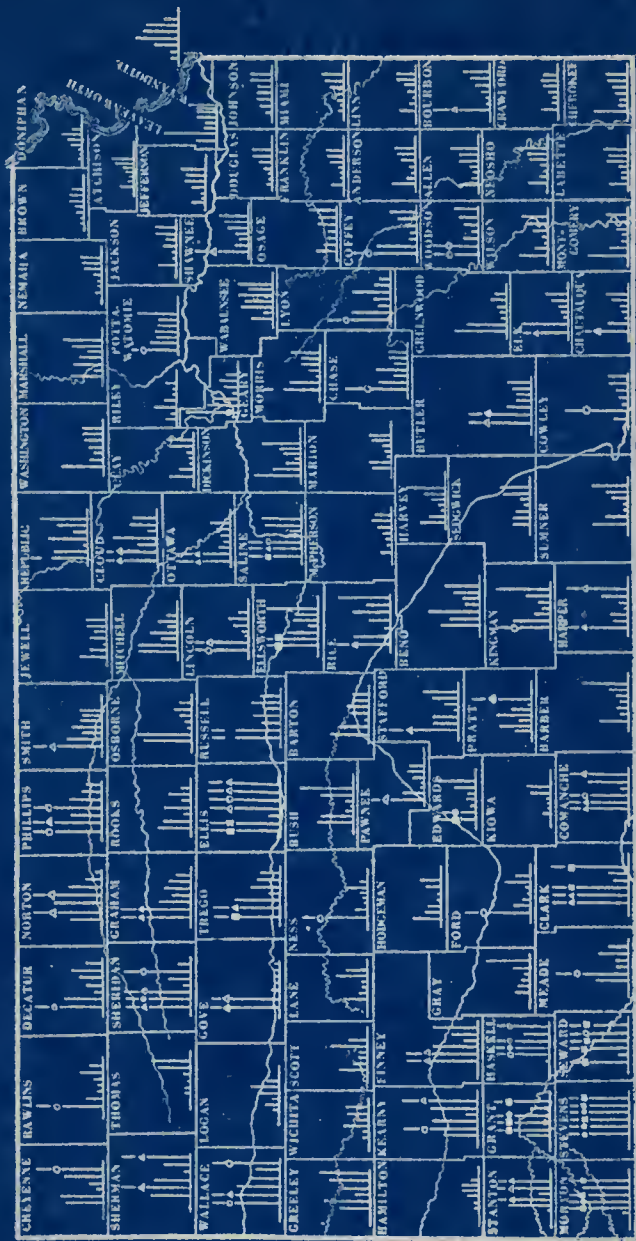 CHEYENNE
RAWLINS
DECATUR
NORTON
PHILLIPS
SMITH
JEWELL
REPUBLIC
WASHINGTON
MARSHALL
NEMAHA
BROWN
DONIPHAN
SHERMAN
THOMAS
SHERIDAN
GRAHAM
ROOKS
OSBORNE
MITCHELL
CLOUD
CLAY
RILEY
POTTA-
WATOMIE
JACKSON
ATCHISON
JEFFERSON
LEAVENWORTH
WYANDOTTE
WALLACE
LOGAN
GOVE
TREGO
ELLIS
RUSSELL
LINCOLN
OTTAWA
SALINE
DICKINSON
GEARY
WABAUNSEE
SHAWNEE
DOUGLAS
JOHNSON
GREELEY
WICHITA
SCOTT
LANE
NESS
RUSH
BARTON
ELLSWORTH
RICE
McPHERSON
MARION
MORRIS
CHASE
LYON
OSAGE
FRANKLIN
MIAMI
HAMILTON
KEARNY
FINNEY
HODGEMAN
PAWNEE
STAFFORD
RENO
HARVEY
BUTLER
GREENWOOD
COFFEY
ANDERSON
LINN
GRAY
FORD
EDWARDS
KIOWA
PRATT
KINGMAN
SEDGWICK
WOODSON
ALLEN
BOURBON
STANTON
GRANT
HASKELL
ELK
WILSON
NEOSHO
CRAWFORD
MORTON
STEVENS
SEWARD
MEADE
CLARK
COMANCHE
BARBER
HARPER
SUMNER
COWLEY
CHAUTAUQUA
MONT-
GOMERY
LABETTE
CHEROKEE